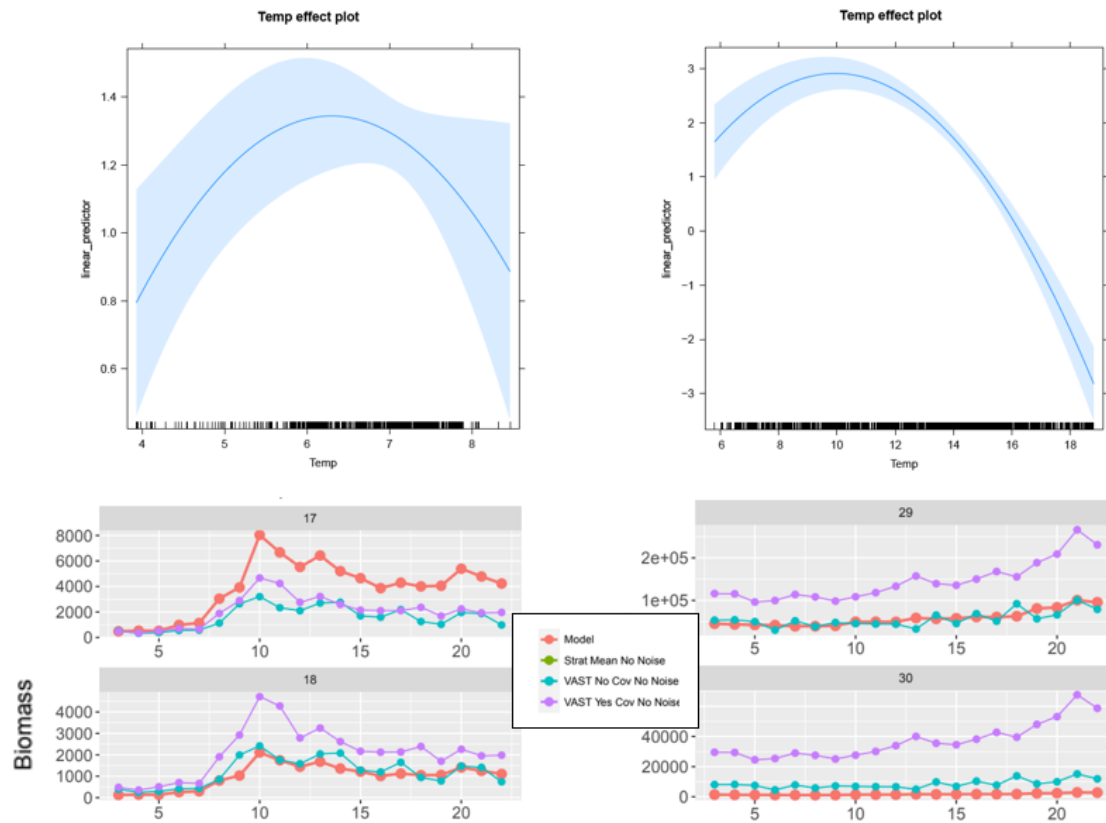 Temp effect plot
1.4
1.2
1.0
0.8
0.6
linear_predictor
4 5 6 7 8
Temp
Temp effect plot
3
2
1
0
−1
−2
−3
linear_predictor
6 8 10 12 14 16 18
Temp
Biomass
17
8000
6000
4000
2000
0
5 10 15 20
18
4000
3000
2000
1000
0
5 10 15 20
Model
Strat Mean No Noise
VAST No Cov No Noise
VAST Yes Cov No Noise
29
2e+05
1e+05
5 10 15 20
30
40000
20000
0
5 10 15 20